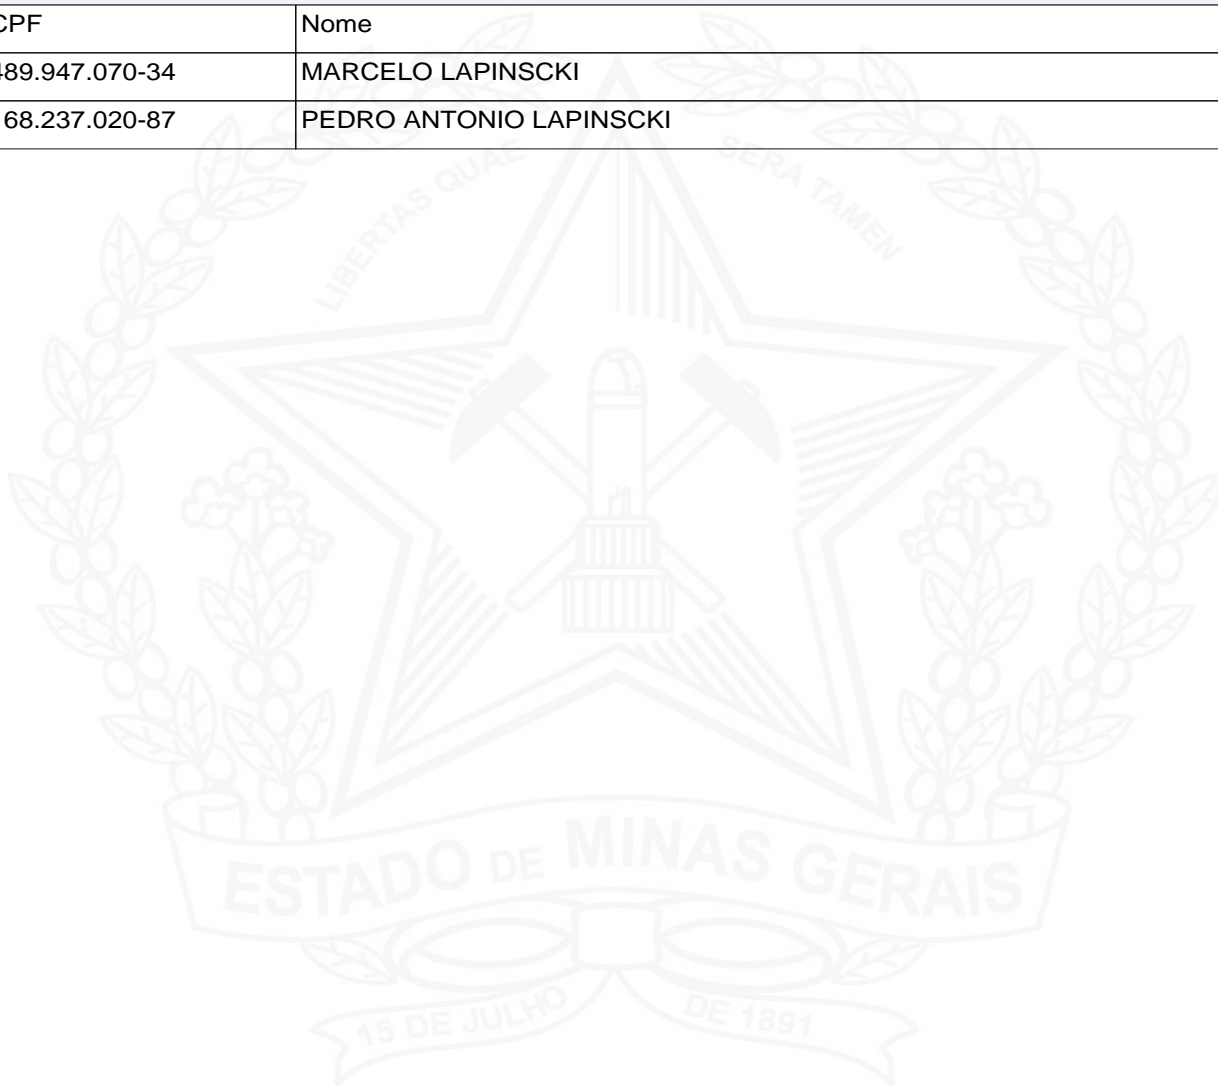 CPF Nome
489.947.070-34 MARCELO LAPINSCKI
68.237.020-87 PEDRO ANTONIO LAPINSCKI
LIBERTAS QUAE SERA TAMEN
ESTADO DE MINAS GERAIS
15 DE JULHO DE 1891